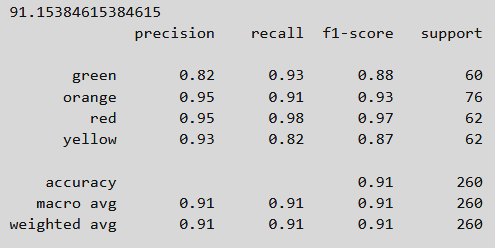 91.15384615384615
precision recall f1-score support
green 0.82 0.93 0.88 60
orange 0.95 0.91 0.93 76
red 0.95 0.98 0.97 62
yellow 0.93 0.82 0.87 62
accuracy 0.91 260
macro avg 0.91 0.91 0.91 260
weighted avg 0.91 0.91 0.91 260